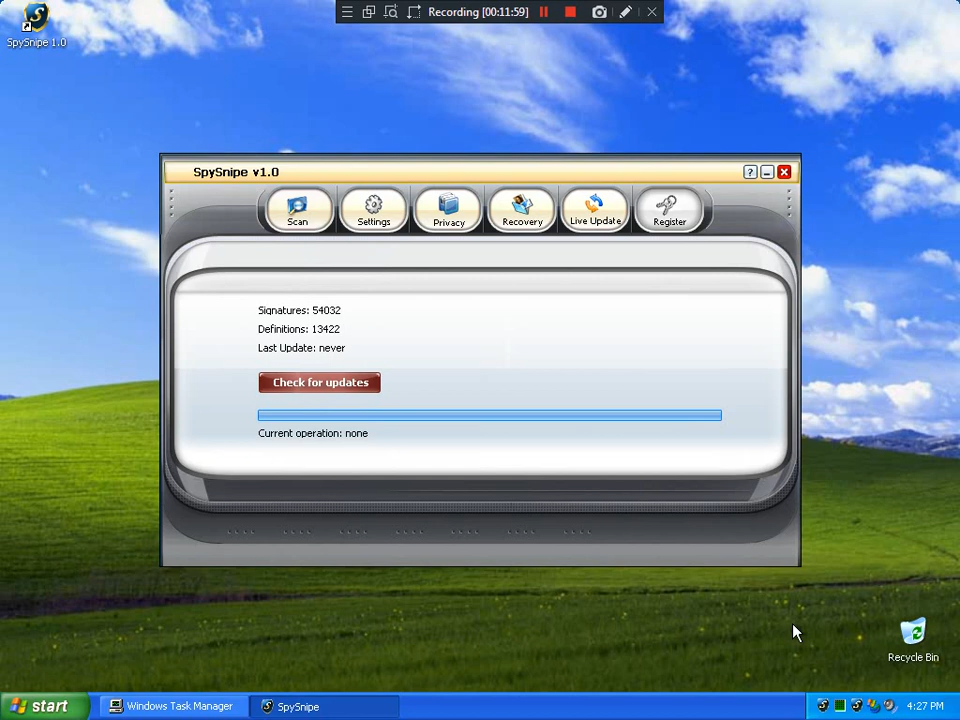 Recording [00:11:59]
SpySnipe 1.0
SpySnipe v1.0
?
Scan
Settings
Privacy
Recovery
Live Update
Register
Signatures: 54032
Definitions: 13422
Last Update: never
Check for updates
Current operation: none
Recycle Bin
start
Windows Task Manager
SpySnipe
4:27 PM